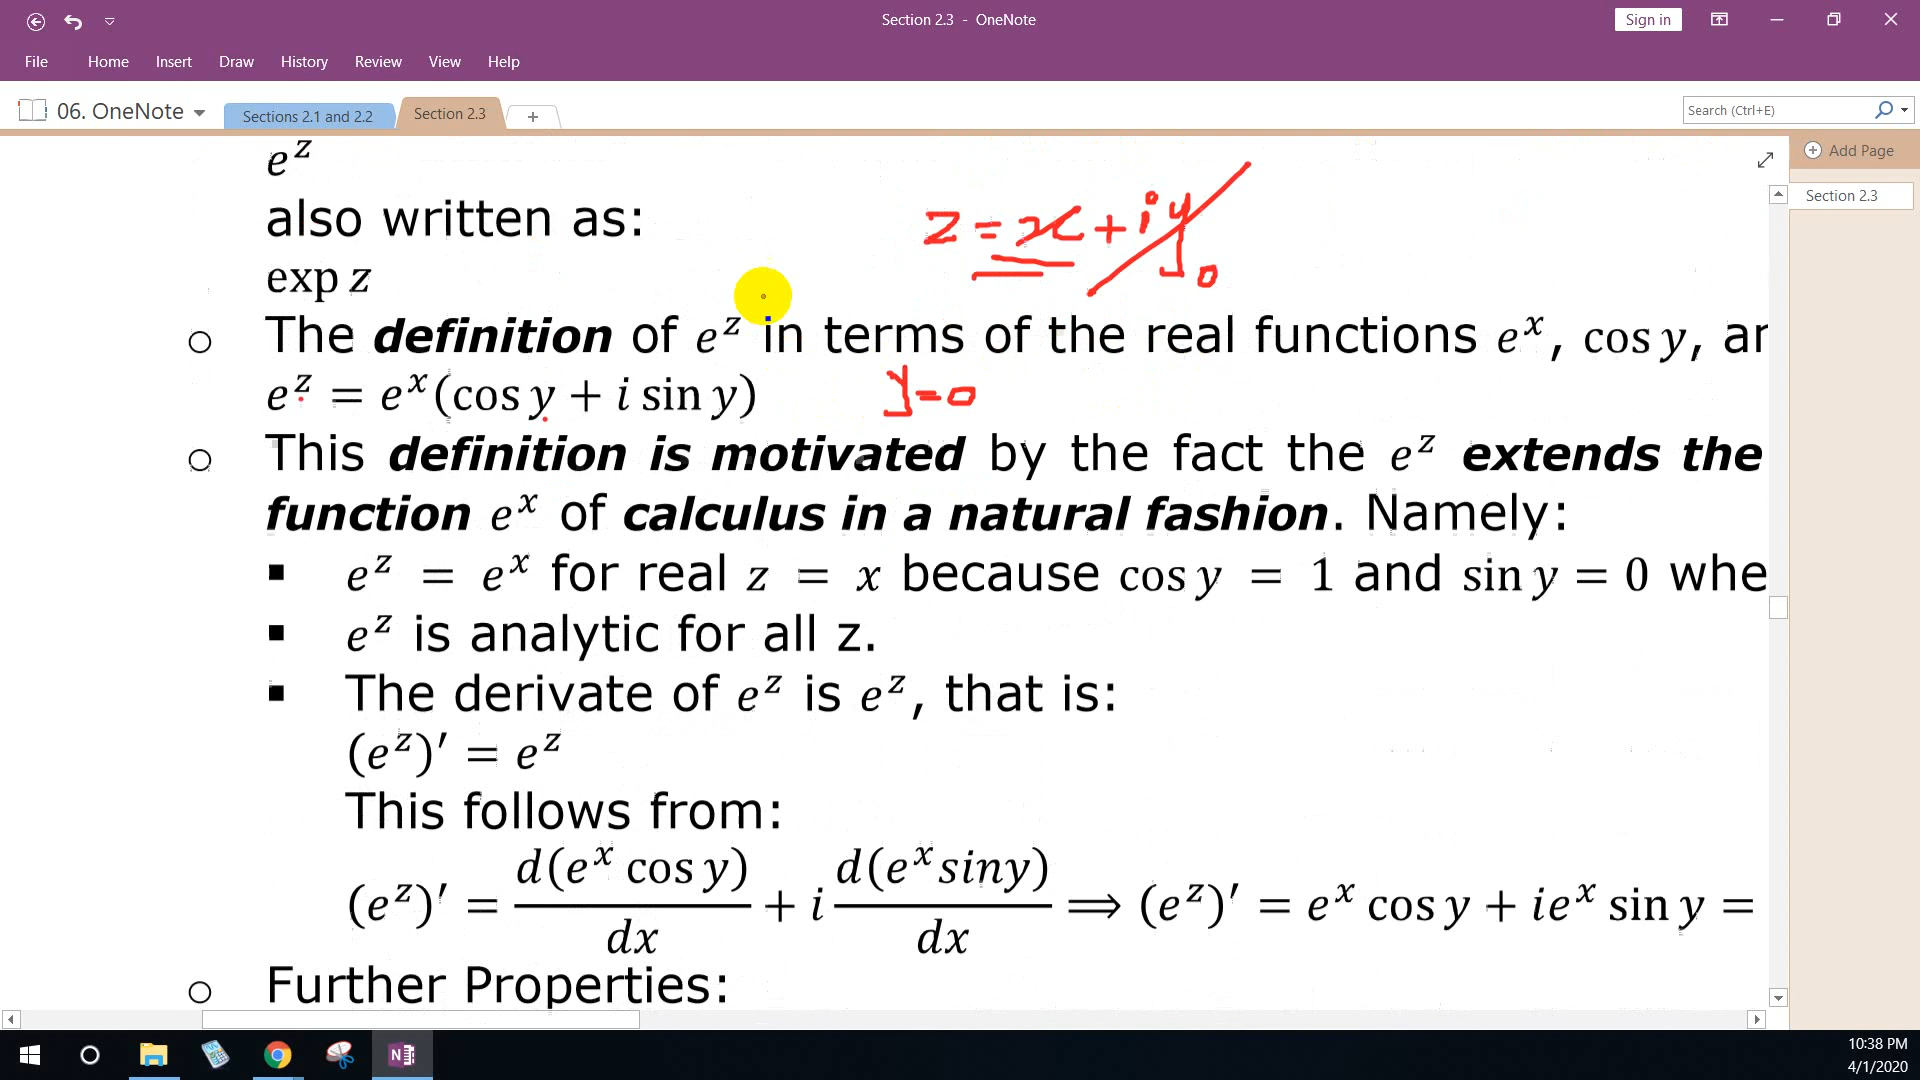 Section 2.3 - OneNote
Sign in
File Home Insert Draw History Review View Help
06. OneNote
Sections 2.1 and 2.2
Section 2.3
+
Search (Ctrl+E)
Add Page
Section 2.3
e^z
also written as:
z = x + iy
0
exp z
The definition of e^z in terms of the real functions e^x, cos y, ar
e^z = e^x(cos y + i sin y)
y = 0
This definition is motivated by the fact the e^z extends the
function e^x of calculus in a natural fashion. Namely:
e^z = e^x for real z = x because cos y = 1 and sin y = 0 whe
e^z is analytic for all z.
The derivate of e^z is e^z, that is:
(e^z)′ = e^z
This follows from:
(e^z)′ = d(e^x cos y)/dx + i d(e^x siny)/dx ⟹ (e^z)′ = e^x cos y + ie^x sin y =
Further Properties:
10:38 PM
4/1/2020